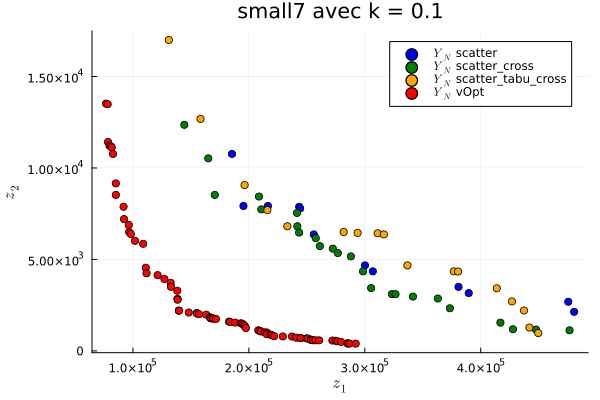 small7 avec k = 0.1
Y_N scatter
Y_N scatter_cross
Y_N scatter_tabu_cross
Y_N vOpt
1.50×10⁴
1.00×10⁴
5.00×10³
0
z₂
1.0×10⁵ 2.0×10⁵ 3.0×10⁵ 4.0×10⁵
z₁